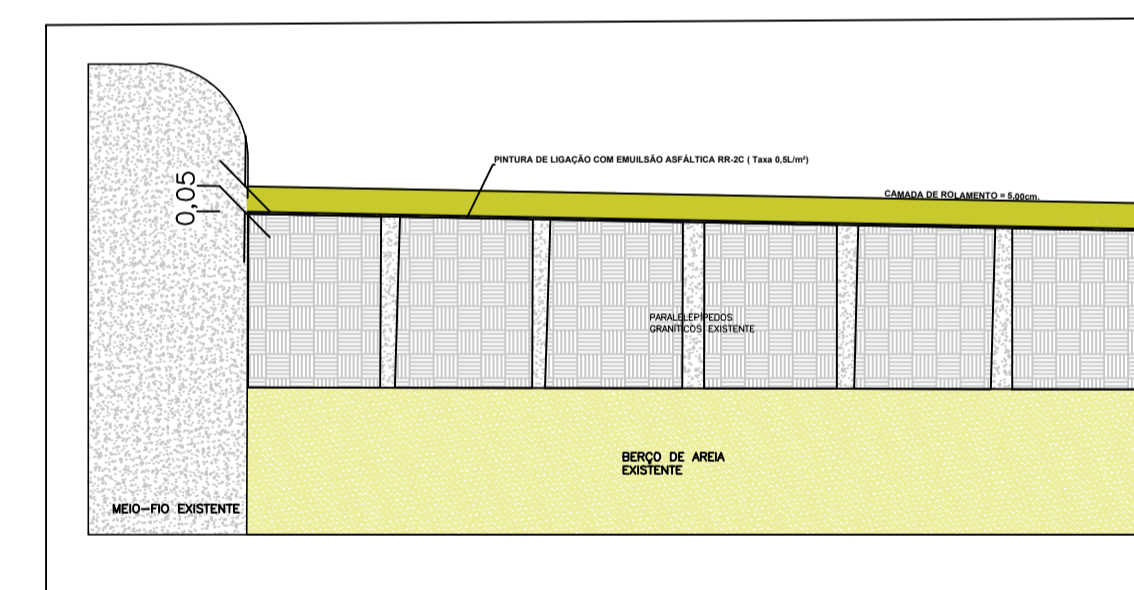 PINTURA DE LIGAÇÃO COM EMUILSÃO ASFÁLTICA RR-2C ( Taxa 0,5L/m²)
0,05
CAMADA DE ROLAMENTO = 5,00cm.
PARALELEPÍPEDOS
GRANÍTICOS EXISTENTE
BERÇO DE AREIA
EXISTENTE
MEIO-FIO EXISTENTE